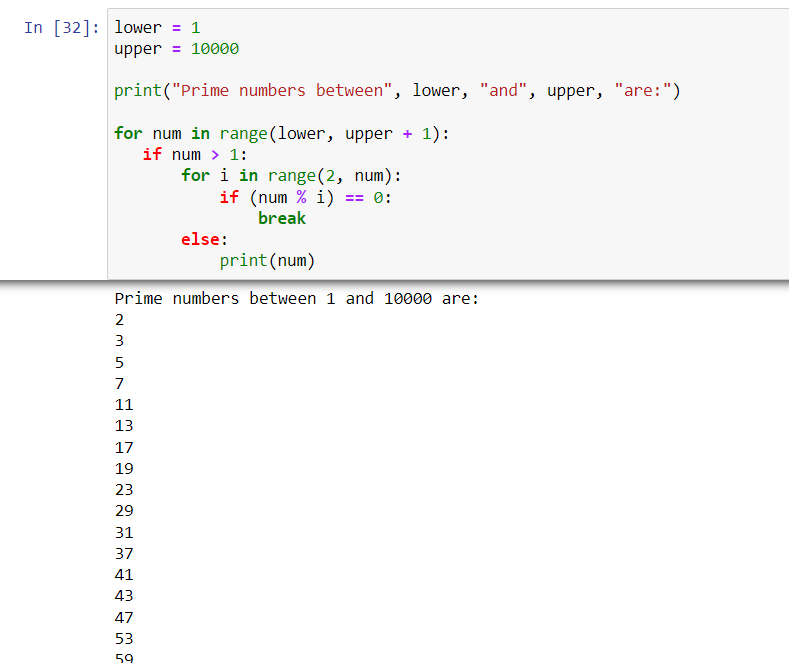 In [32]: lower = 1
upper = 10000
print("Prime numbers between", lower, "and", upper, "are:")
for num in range(lower, upper + 1):
if num > 1:
for i in range(2, num):
if (num % i) == 0:
break
else:
print(num)
Prime numbers between 1 and 10000 are:
2
3
5
7
11
13
17
19
23
29
31
37
41
43
47
53
59